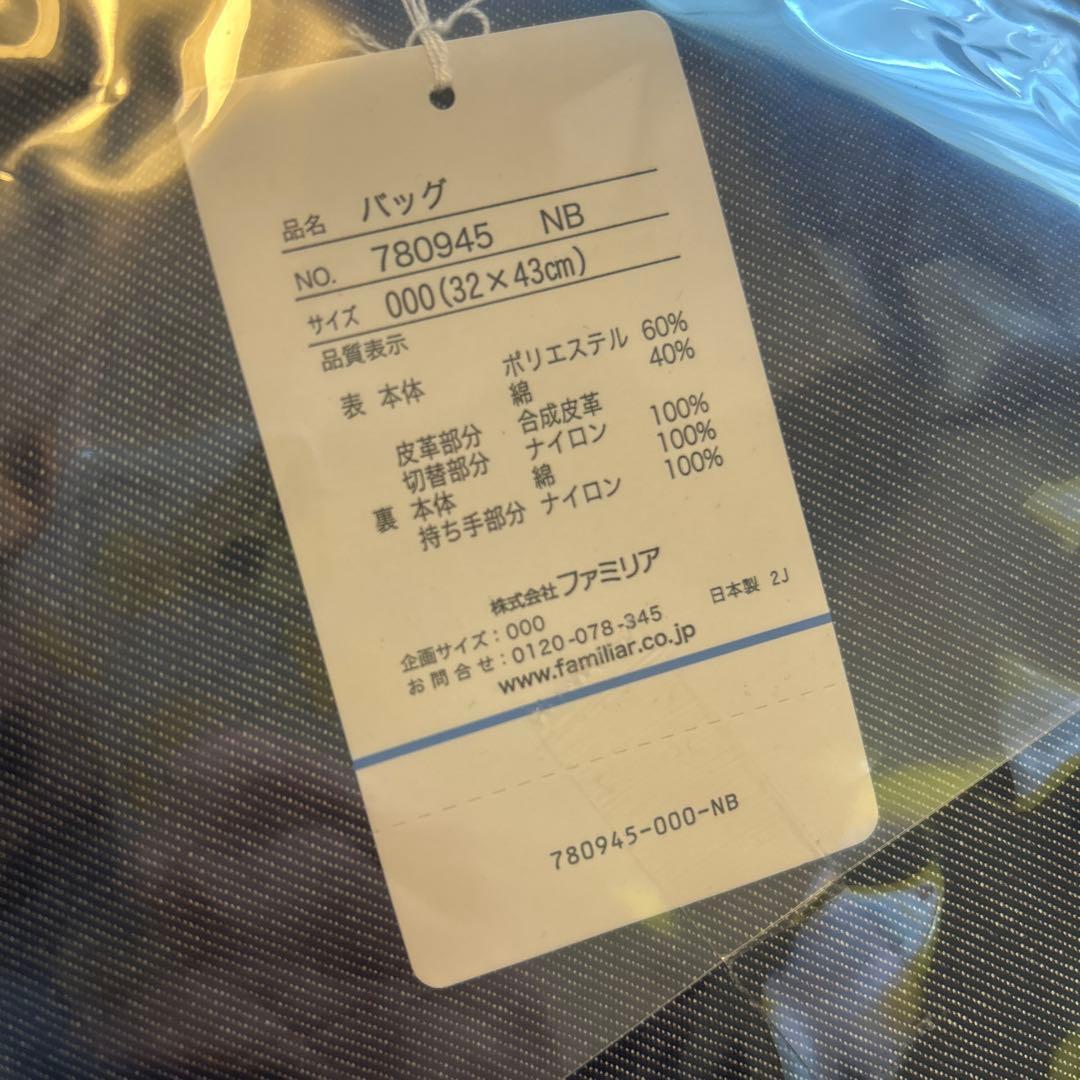 品名 バッグ
NO. 780945 NB
サイズ 000(32×43cm)
品質表示
表 本体 ポリエステル 60%
綿 40%
皮革部分 合成皮革
切替部分 ナイロン 100%
裏 本体 綿 100%
持ち手部分 ナイロン 100%
株式会社ファミリア
企画サイズ:000 日本製 2J
お問合せ:0120-078-345
www.familiar.co.jp
780945-000-NB